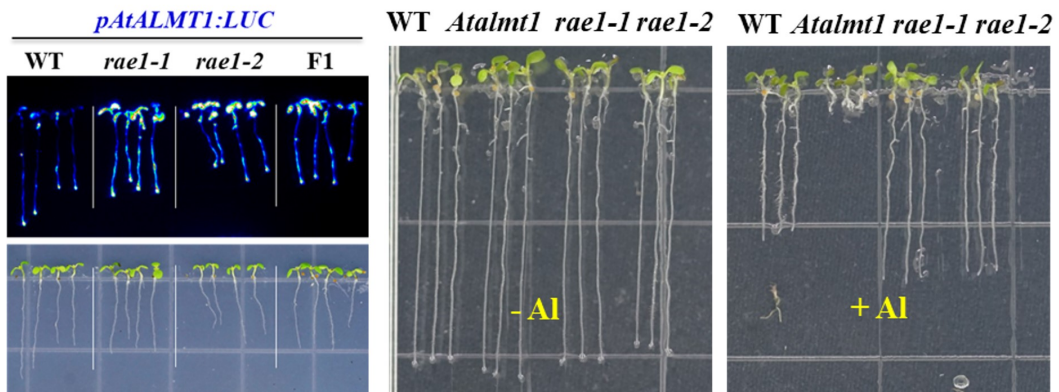 pAtALMT1:LUC
WT rae1-1 rae1-2 F1
WT Atalmt1 rae1-1 rae1-2
- Al
WT Atalmt1 rae1-1 rae1-2
+ Al